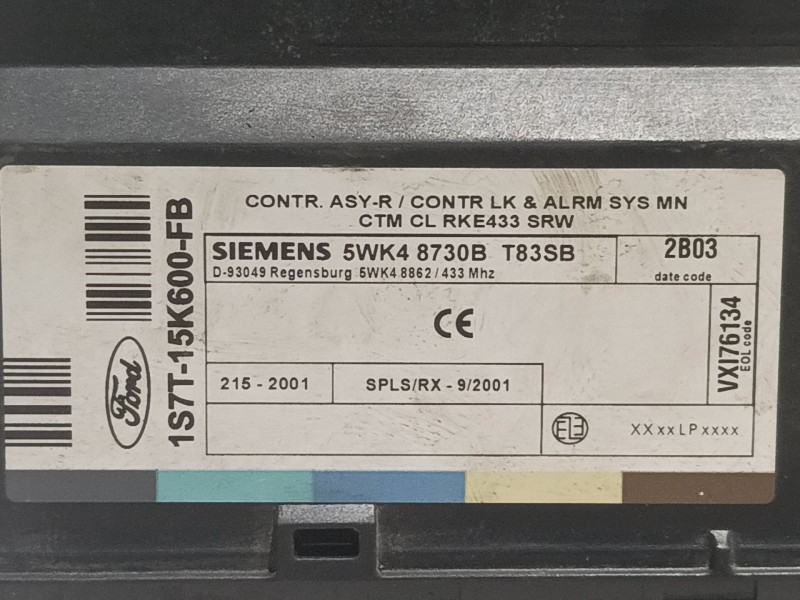 CONTR. ASY-R / CONTR LK & ALRM SYS MN
CTM CL RKE433 SRW
SIEMENS 5WK4 8730B T83SB
D-93049 Regensburg 5WK4 8862 / 433 Mhz
2B03
date code
CE
VXI76134
EOL code
215 - 2001
SPLS/RX - 9/2001
XX xx LP xxxx
Ford
1S7T-15K600-FB